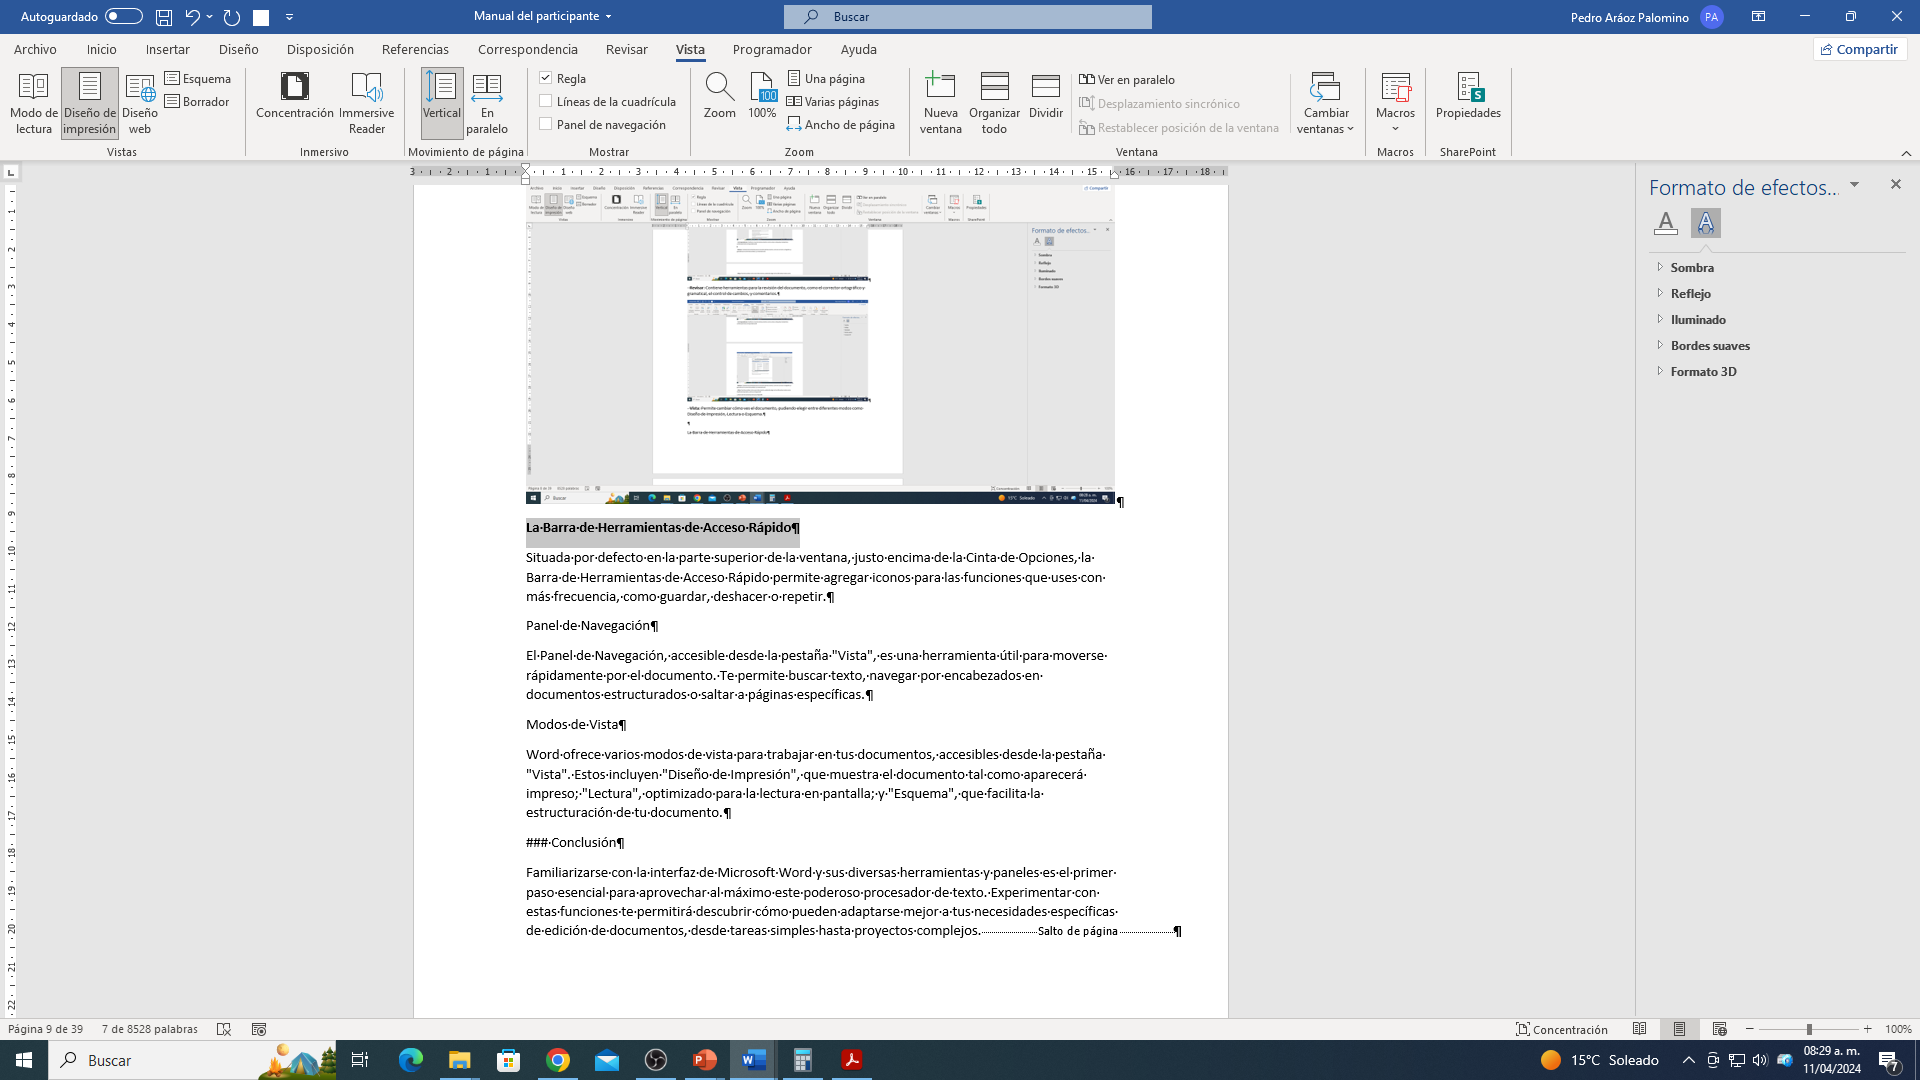 Autoguardado
Manual del participante
Buscar
Pedro Aráoz Palomino
PA
Archivo Inicio Insertar Diseño Disposición Referencias Correspondencia Revisar Vista Programador Ayuda
Compartir
Modo de lectura
Diseño de impresión
Diseño web
Esquema
Borrador
Vistas
Concentración
Immersive Reader
Inmersivo
Vertical
En paralelo
Movimiento de página
Regla
Líneas de la cuadrícula
Panel de navegación
Mostrar
Zoom
100
100%
Una página
Varias páginas
Ancho de página
Zoom
Nueva ventana
Organizar todo
Dividir
Ver en paralelo
Desplazamiento sincrónico
Restablecer posición de la ventana
Cambiar ventanas
Ventana
Macros
Macros
Propiedades
SharePoint
La·Barra·de·Herramientas·de·Acceso·Rápido¶
Situada·por·defecto·en·la·parte·superior·de·la·ventana,·justo·encima·de·la·Cinta·de·Opciones,·la·
Barra·de·Herramientas·de·Acceso·Rápido·permite·agregar·iconos·para·las·funciones·que·uses·con·
más·frecuencia,·como·guardar,·deshacer·o·repetir.¶
Panel·de·Navegación¶
El·Panel·de·Navegación,·accesible·desde·la·pestaña·"Vista",·es·una·herramienta·útil·para·moverse·
rápidamente·por·el·documento.·Te·permite·buscar·texto,·navegar·por·encabezados·en·
documentos·estructurados·o·saltar·a·páginas·específicas.¶
Modos·de·Vista¶
Word·ofrece·varios·modos·de·vista·para·trabajar·en·tus·documentos,·accesibles·desde·la·pestaña·
"Vista".·Estos·incluyen·"Diseño·de·Impresión",·que·muestra·el·documento·tal·como·aparecerá·
impreso;·"Lectura",·optimizado·para·la·lectura·en·pantalla;·y·"Esquema",·que·facilita·la·
estructuración·de·tu·documento.¶
###·Conclusión¶
Familiarizarse·con·la·interfaz·de·Microsoft·Word·y·sus·diversas·herramientas·y·paneles·es·el·primer·
paso·esencial·para·aprovechar·al·máximo·este·poderoso·procesador·de·texto.·Experimentar·con·
estas·funciones·te·permitirá·descubrir·cómo·pueden·adaptarse·mejor·a·tus·necesidades·específicas·
de·edición·de·documentos,·desde·tareas·simples·hasta·proyectos·complejos. Salto de página ¶
Formato de efectos...
Sombra
Reflejo
Iluminado
Bordes suaves
Formato 3D
Página 9 de 39 7 de 8528 palabras
Concentración
100%
Buscar
15°C Soleado
08:29 a. m.
11/04/2024
7